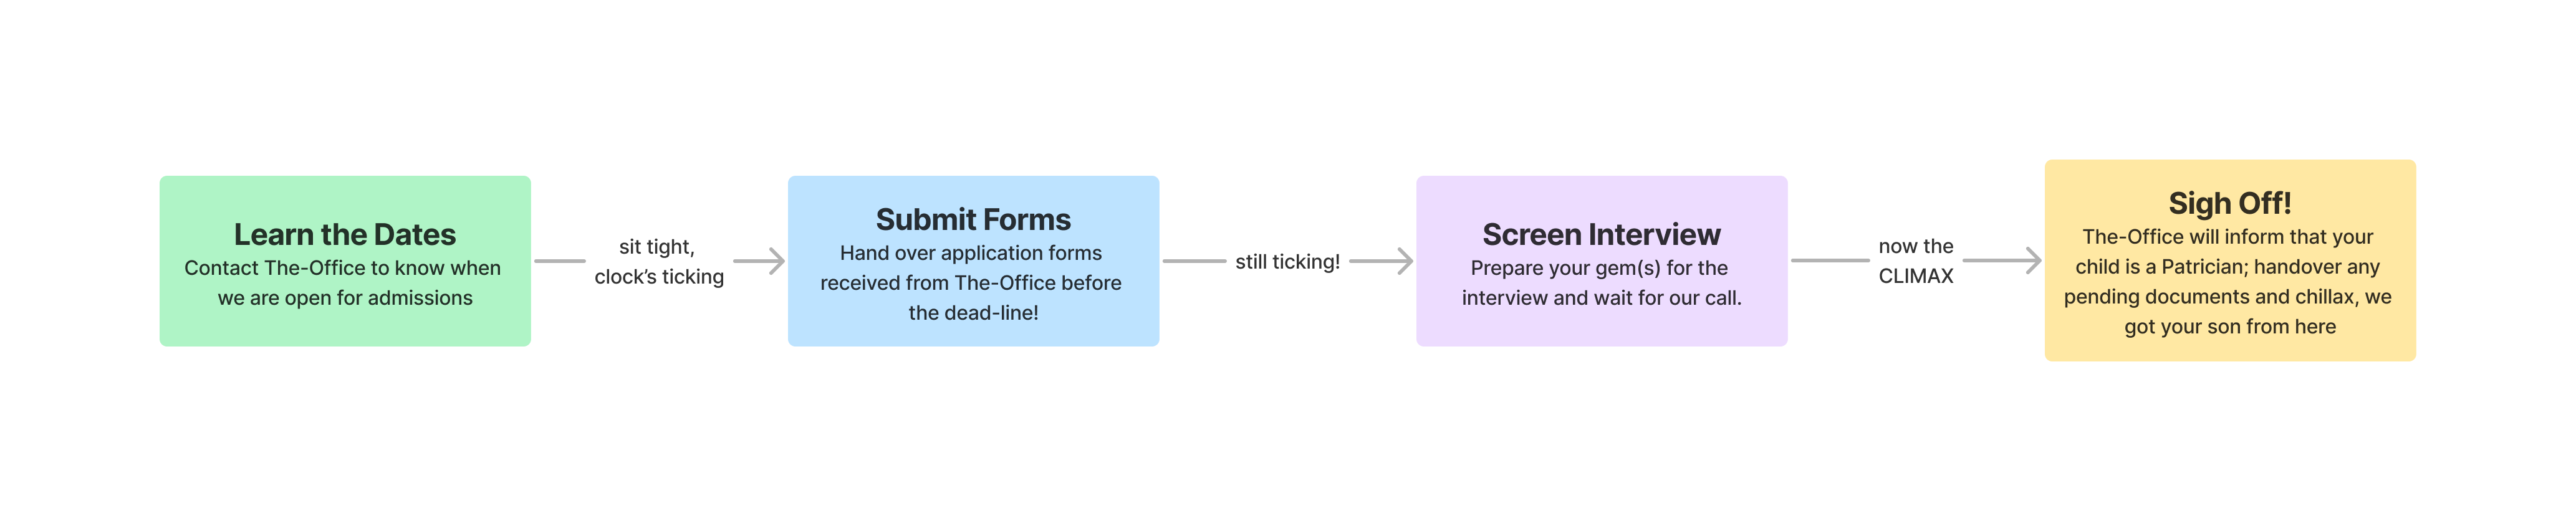 Learn the Dates
Contact The-Office to know when
we are open for admissions
sit tight,
clock’s ticking
Submit Forms
Hand over application forms
received from The-Office before
the dead-line!
still ticking!
Screen Interview
Prepare your gem(s) for the
interview and wait for our call.
now the
CLIMAX
Sigh Off!
The-Office will inform that your
child is a Patrician; handover any
pending documents and chillax, we
got your son from here